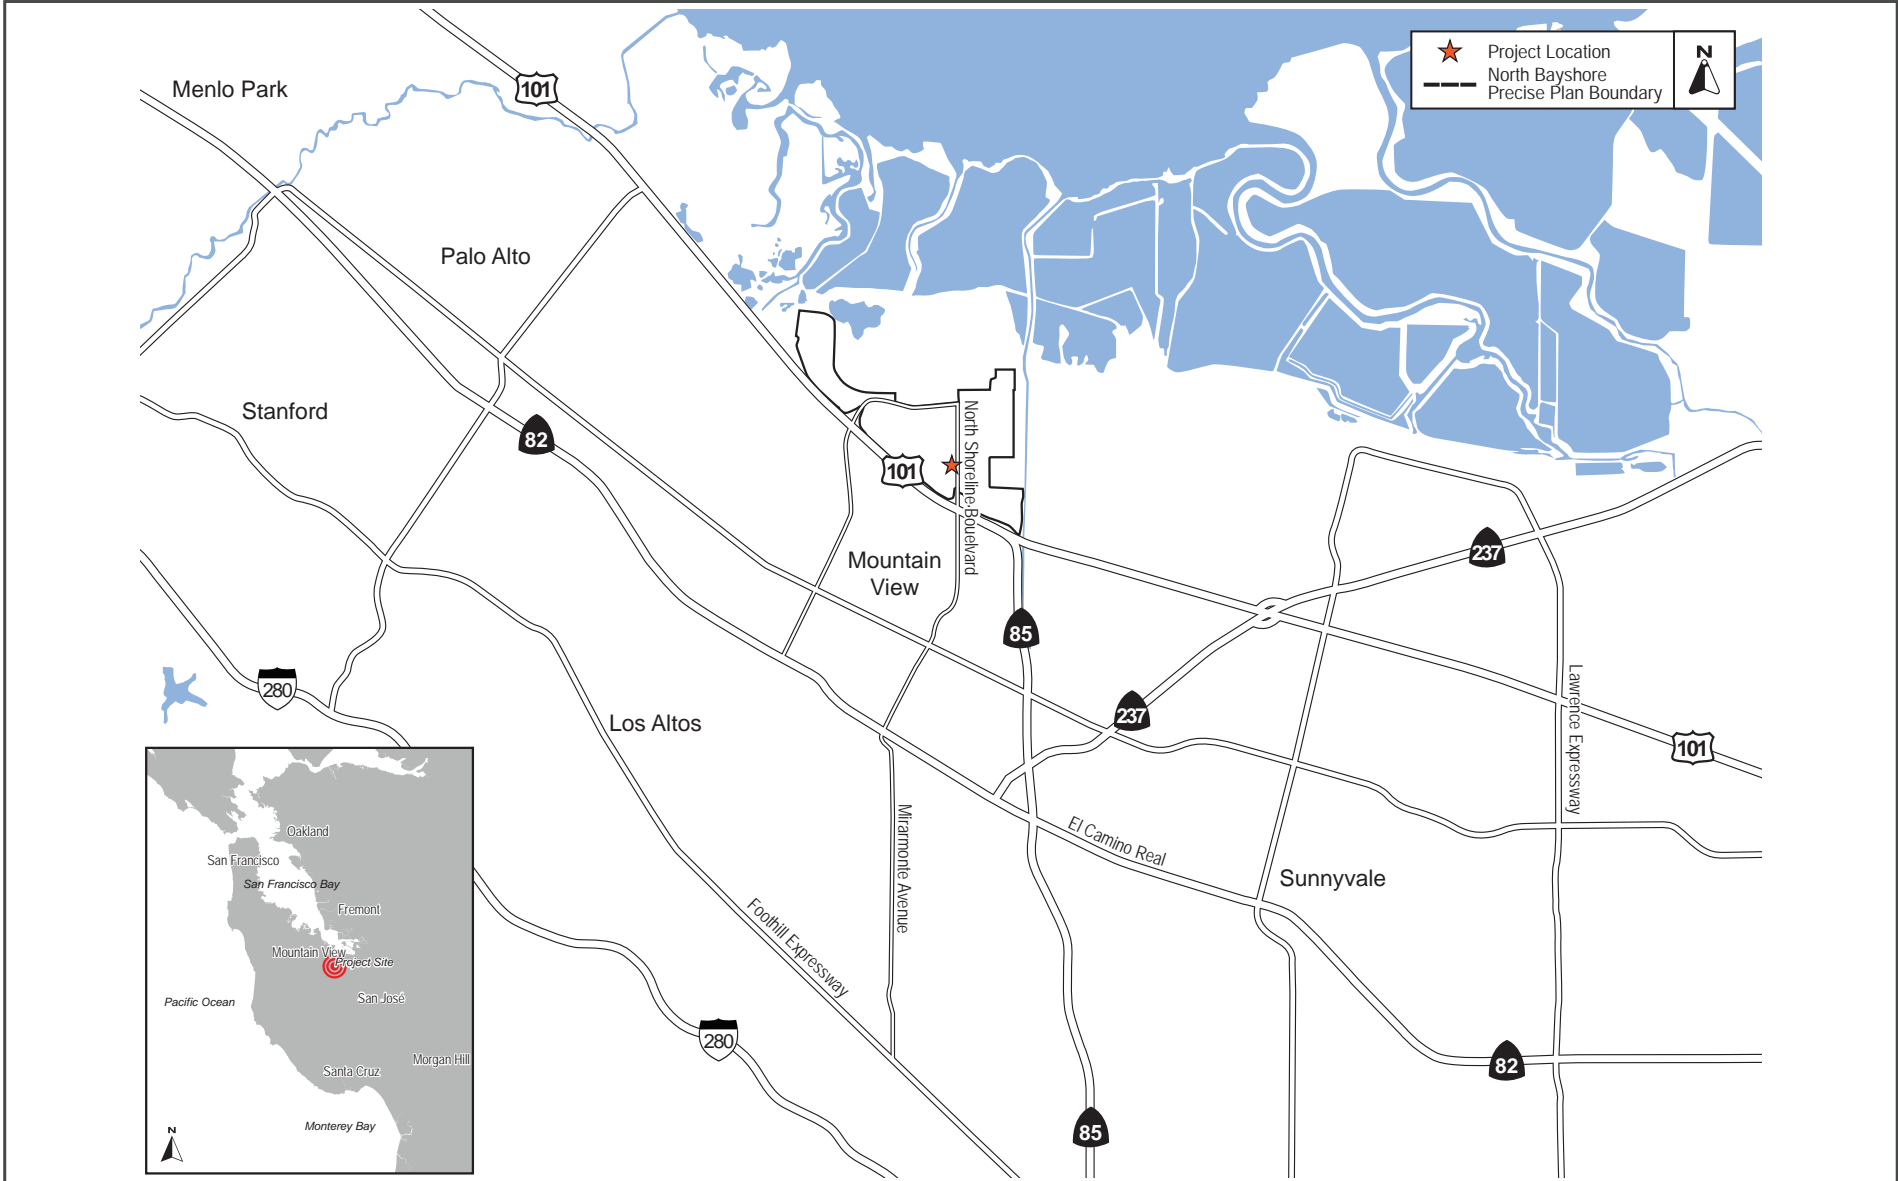 Project Location
North Bayshore
Precise Plan Boundary
N
Menlo Park
101
Palo Alto
Stanford
82
101
North Shoreline Bouelvard
Mountain
View
237
85
280
Los Altos
237
Lawrence Expressway
101
El Camino Real
Mirarmonte Avenue
Sunnyvale
Foothill Expressway
280
82
85
Oakland
San Francisco
San Francisco Bay
Fremont
Mountain View
Project Site
San José
Pacific Ocean
Morgan Hill
Santa Cruz
Monterey Bay
N